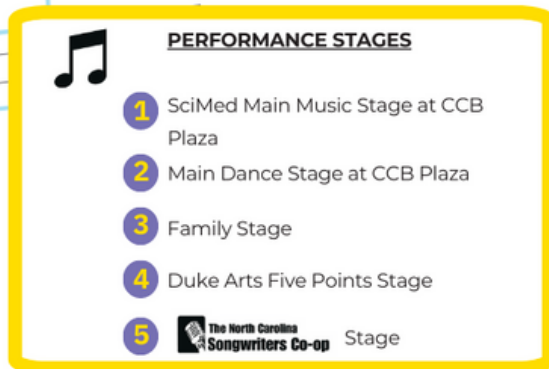 PERFORMANCE STAGES
1 SciMed Main Music Stage at CCB
Plaza
2 Main Dance Stage at CCB Plaza
3 Family Stage
4 Duke Arts Five Points Stage
5 The North Carolina
Songwriters Co-op Stage